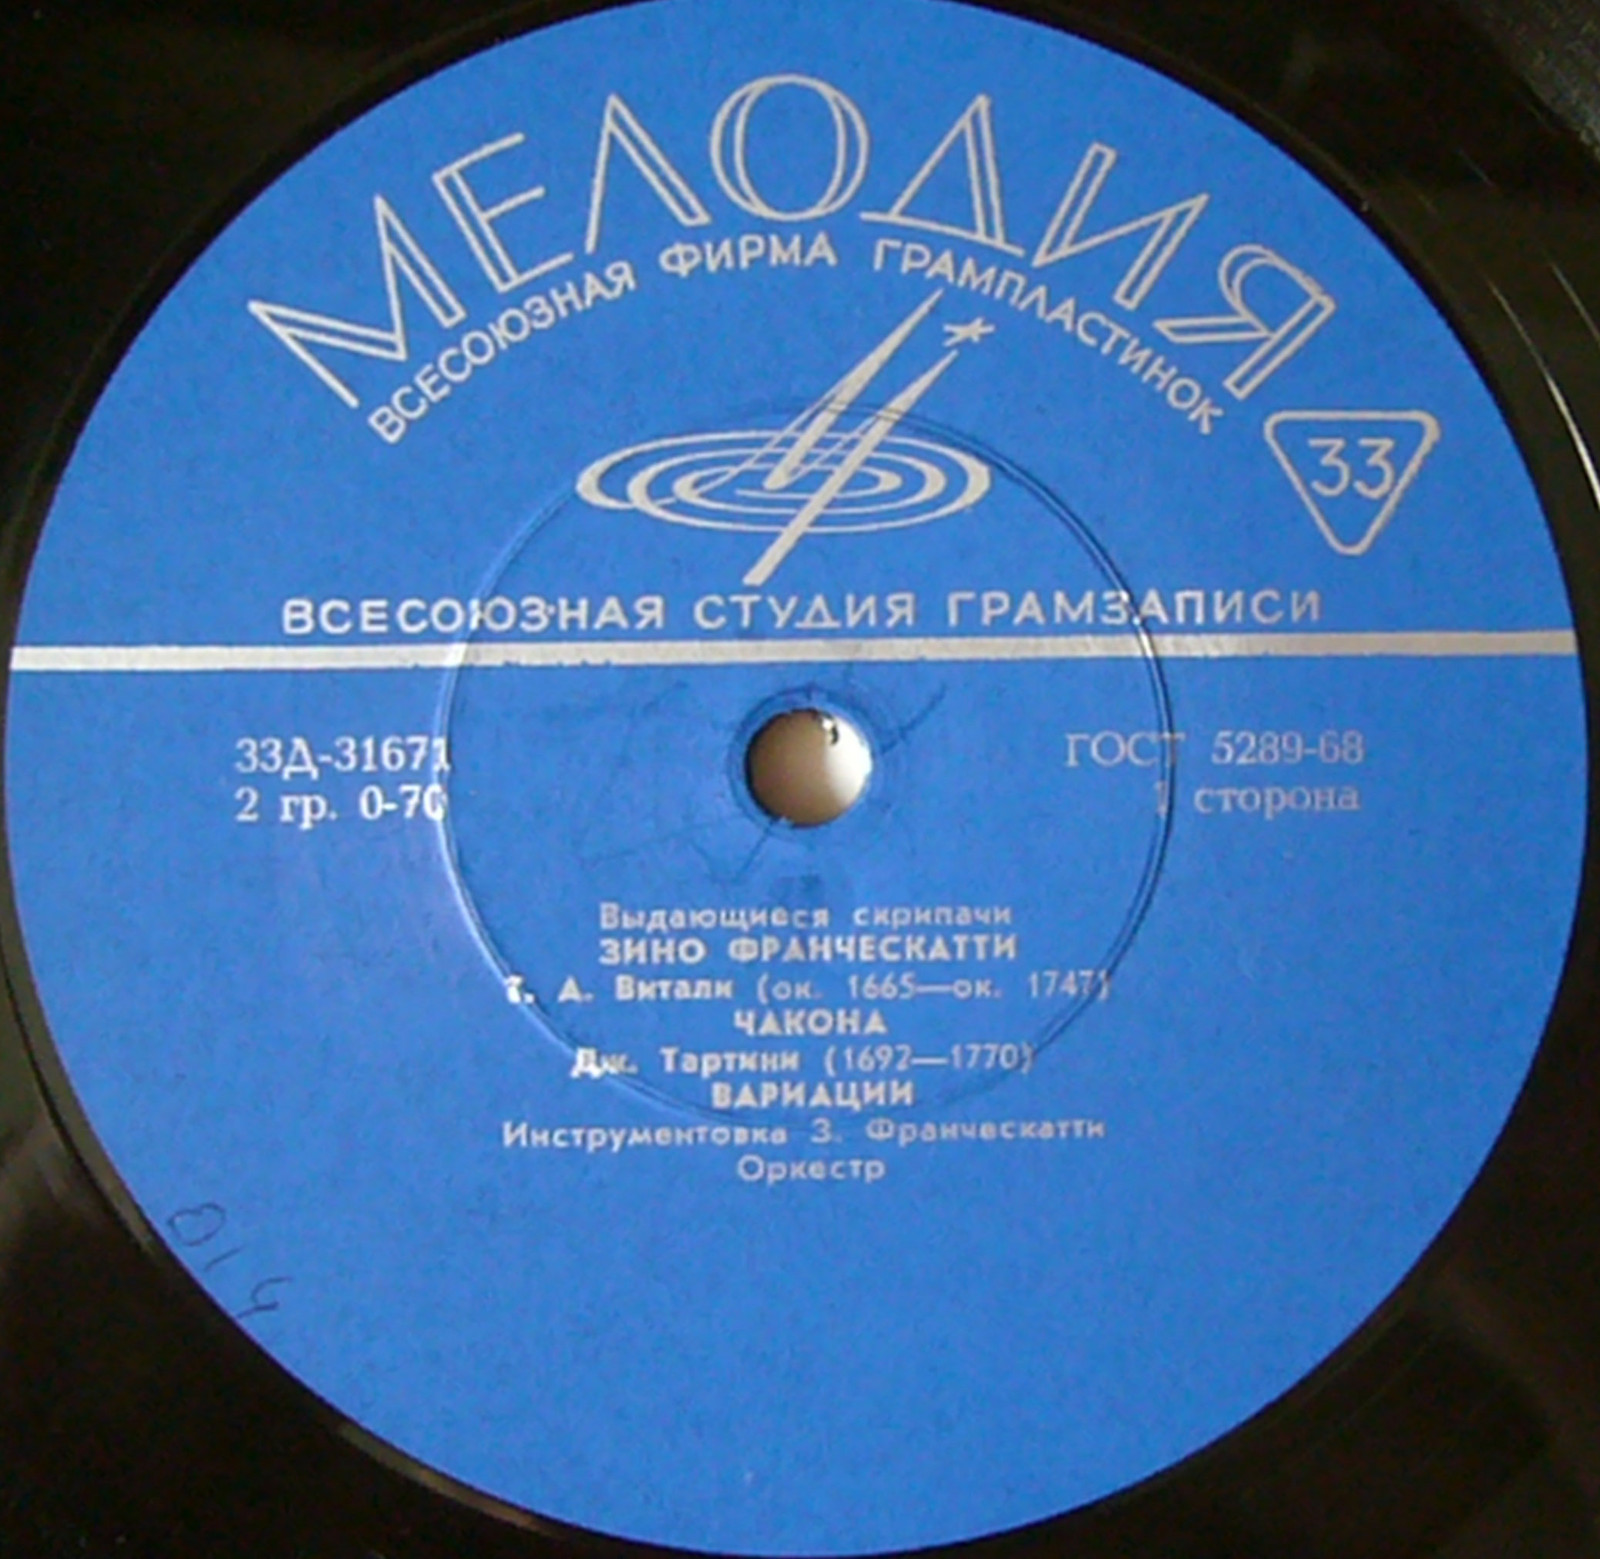 МЕЛОДИЯ
ВСЕСОЮЗНАЯ ФИРМА ГРАМПЛАСТИНОК
33
ВСЕСОЮЗНАЯ СТУДИЯ ГРАМЗАПИСИ
33Д-31671
2 гр. 0-70
ГОСТ 5289-68
1 сторона
Выдающиеся скрипачи
ЗИНО ФРАНЧЕСКАТТИ
Т. А. Витали (ок. 1665—ок. 1747)
ЧАКОНА
Дж. Тартини (1692—1770)
ВАРИАЦИИ
Инструментовка З. Франческатти
Оркестр